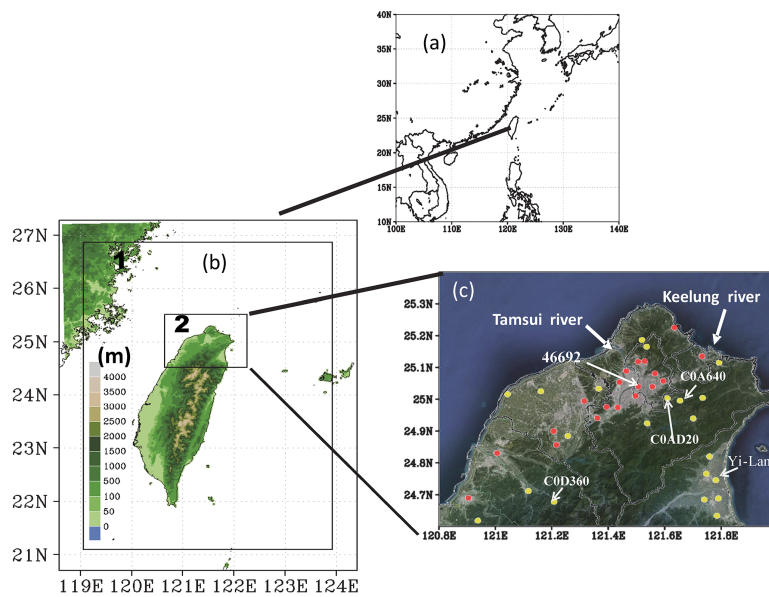 (a)
40N
35N
30N
25N
20N
15N
10N
100E 110E 120E 130E 140E
27N
26N
25N
24N
23N
22N
21N
119E 120E 121E 122E 123E 124E
1
(b)
2
(m)
4000
3000
2500
2000
1500
1000
500
100
50
0
(c)
Keelung river
Tamsui river
46692
C0A640
C0AD20
Yi-Lan
C0D360
25.3N
25.2N
25.1N
25N
24.9N
24.8N
24.7N
120.8E 121E 121.2E 121.4E 121.6E 121.8E